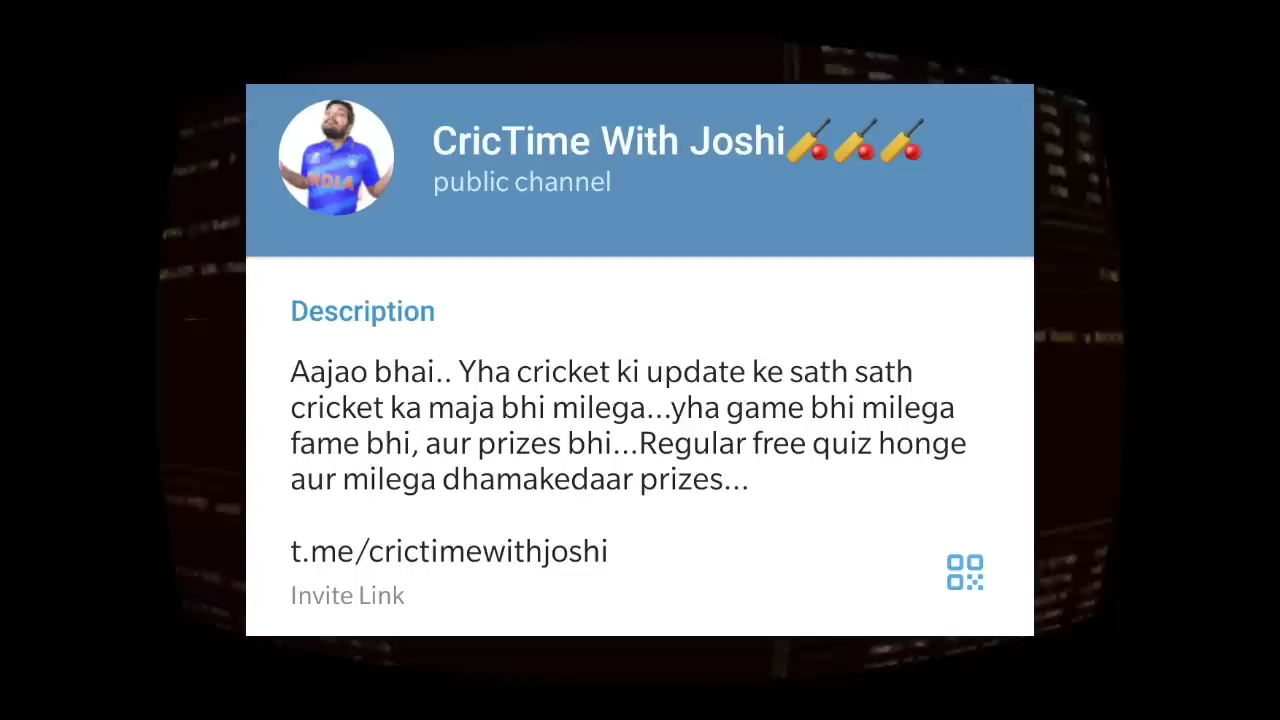 CricTime With Joshi🏏🏏🏏
public channel
INDIA
Description
Aajao bhai.. Yha cricket ki update ke sath sath
cricket ka maja bhi milega...yha game bhi milega
fame bhi, aur prizes bhi...Regular free quiz honge
aur milega dhamakedaar prizes...
t.me/crictimewithjoshi
Invite Link